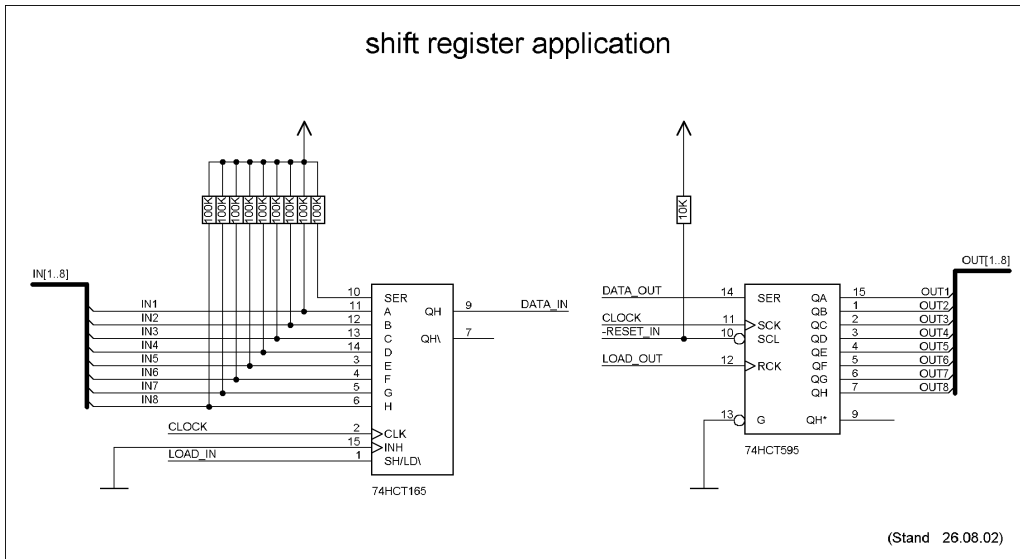 shift register application
100K 100K 100K 100K 100K 100K 100K 100K 100K
10K
IN[1..8]
OUT[1..8]
IN1
IN2
IN3
IN4
IN5
IN6
IN7
IN8
CLOCK
LOAD_IN
10 SER
11 A
12 B
13 C
14 D
3 E
4 F
5 G
6 H
2 CLK
15 INH
1 SH/LD\
QH 9 DATA_IN
QH\ 7
74HCT165
DATA_OUT 14 SER
CLOCK 11 SCK
-RESET_IN 10 SCL
LOAD_OUT 12 RCK
13 G
QA 15 OUT1
QB 1 OUT2
QC 2 OUT3
QD 3 OUT4
QE 4 OUT5
QF 5 OUT6
QG 6 OUT7
QH 7 OUT8
QH* 9
74HCT595
(Stand 26.08.02)